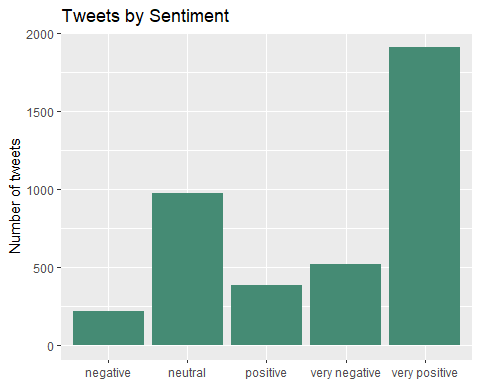 Tweets by Sentiment
Number of tweets
2000
1500
1000
500
0
negative
neutral
positive
very negative
very positive